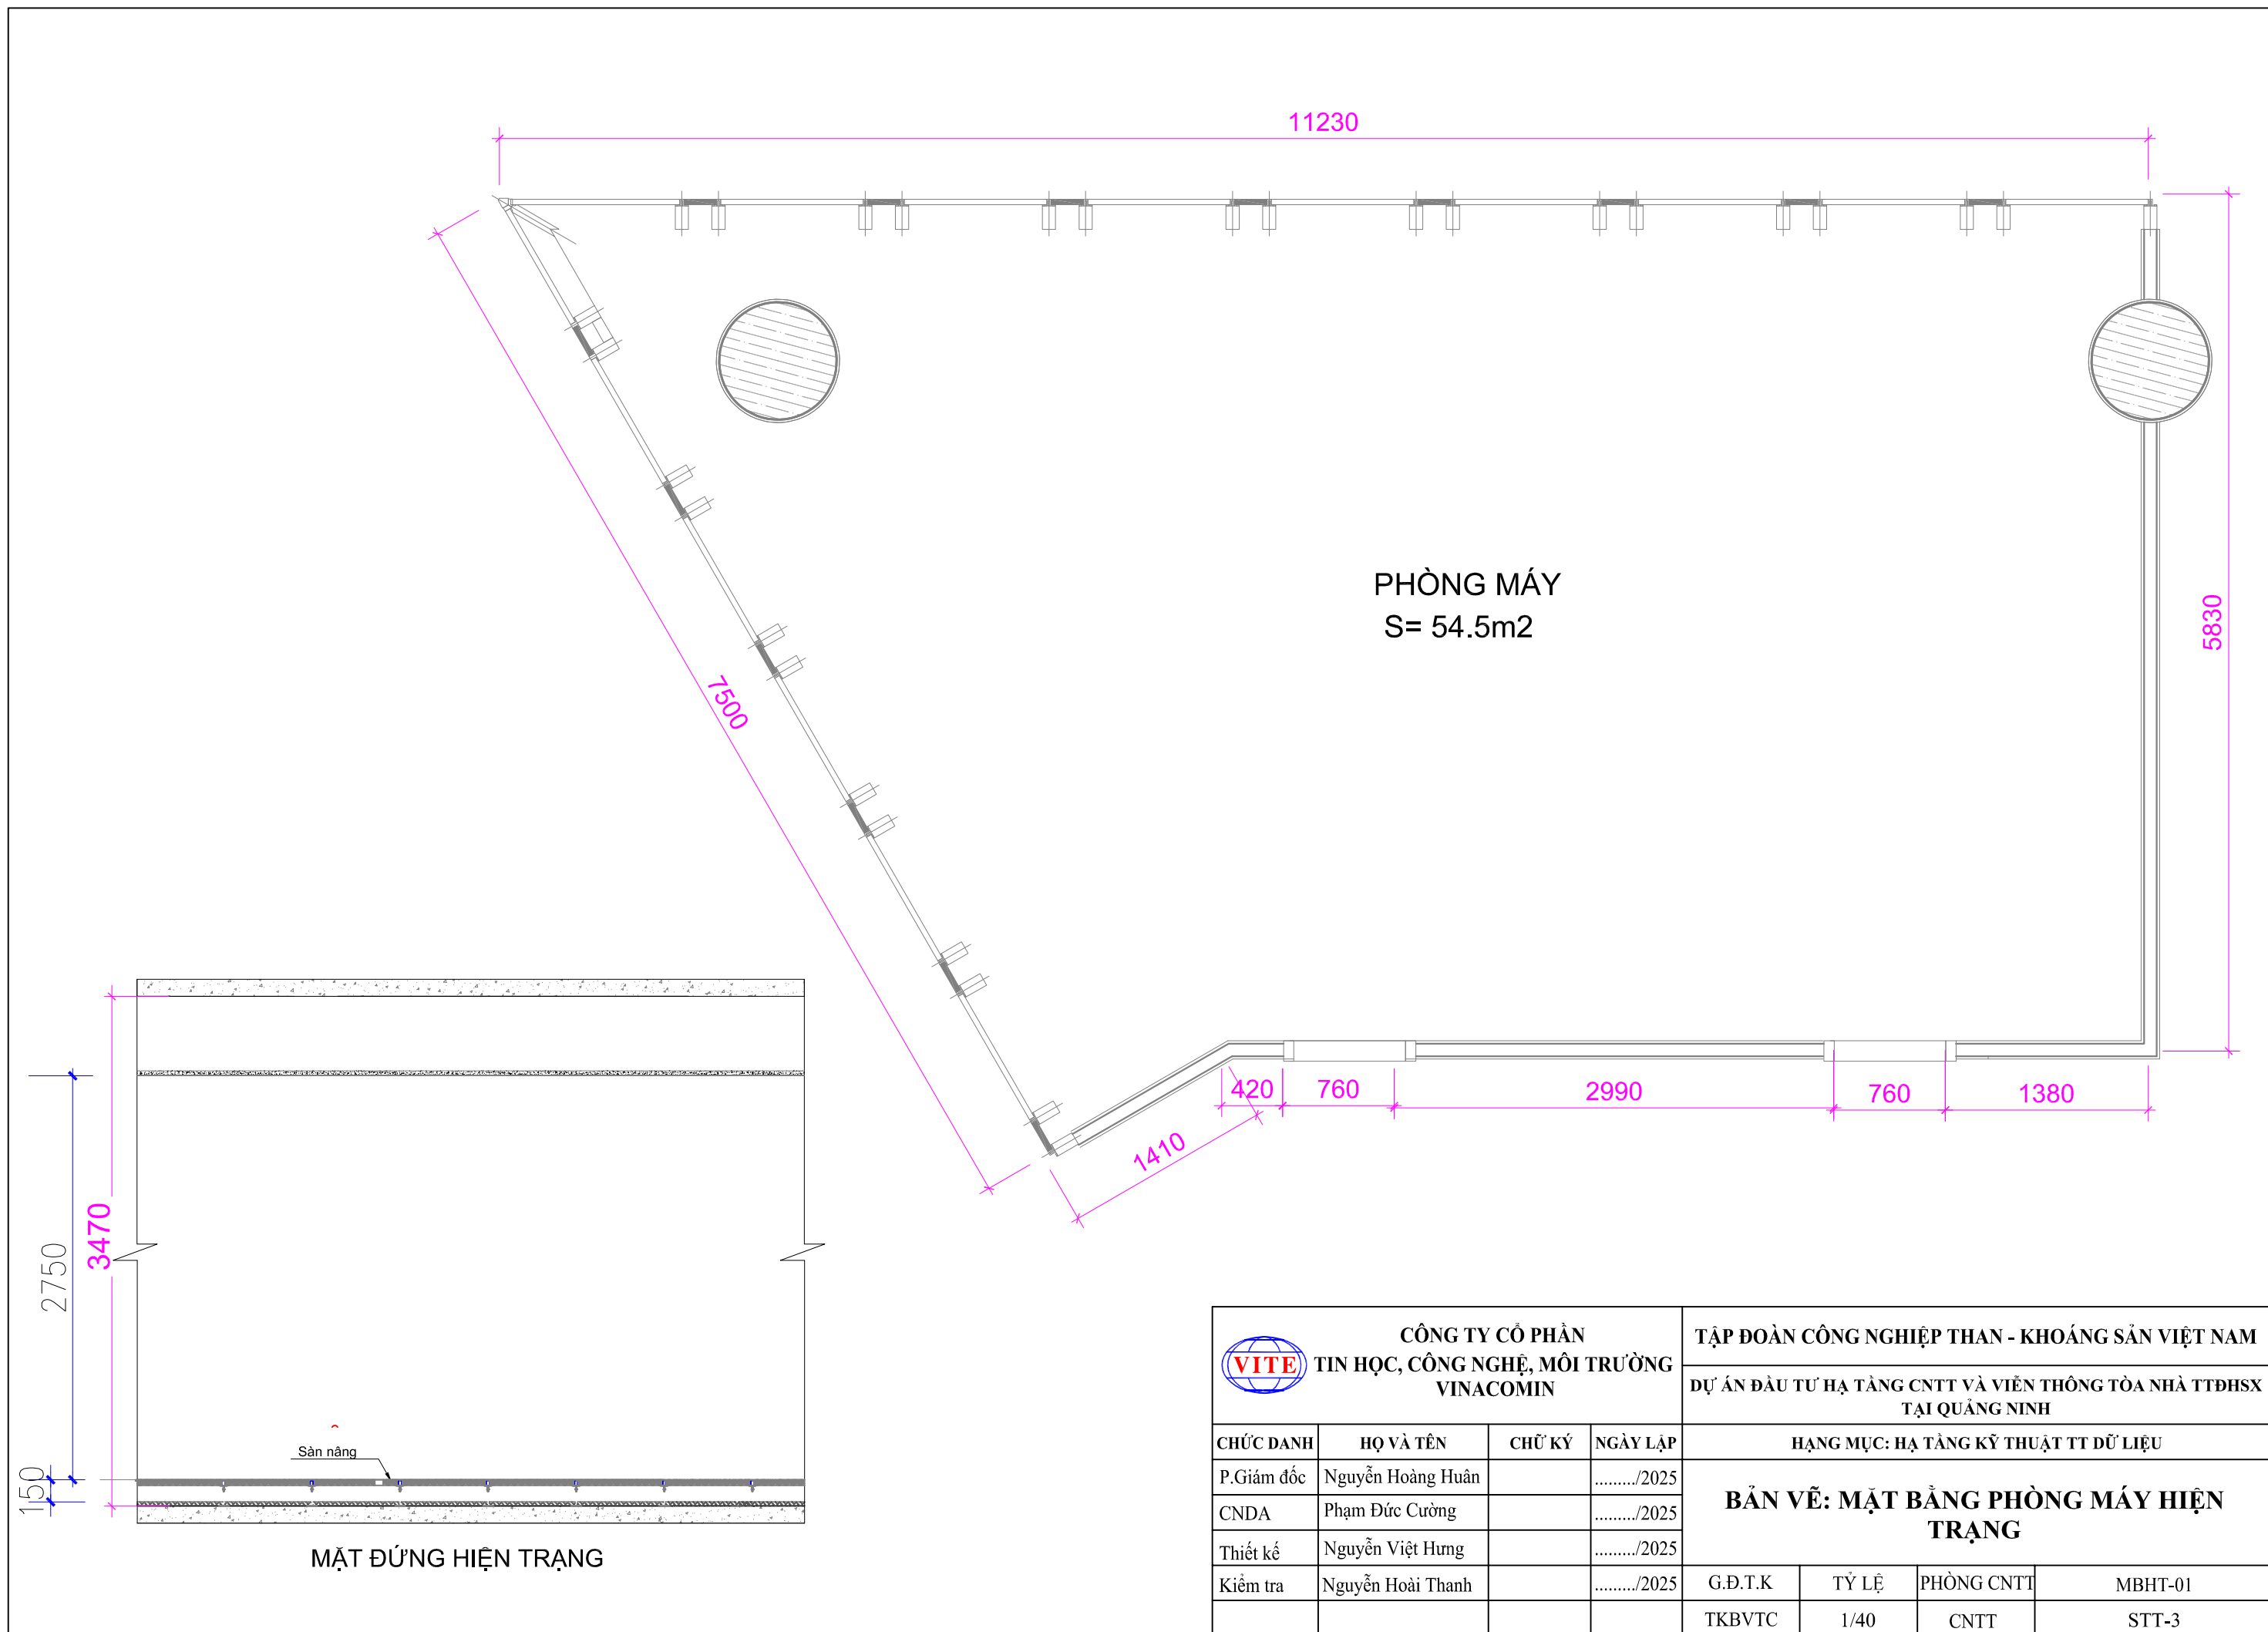 11230
PHÒNG MÁY
S= 54.5m2
5830
7500
420
760
2990
760
1380
1410
3470
2750
150
Sàn nâng
MẶT ĐỨNG HIỆN TRẠNG
VITE
CÔNG TY CỔ PHẦN
TIN HỌC, CÔNG NGHỆ, MÔI TRƯỜNG
VINACOMIN
TẬP ĐOÀN CÔNG NGHIỆP THAN - KHOÁNG SẢN VIỆT NAM
DỰ ÁN ĐẦU TƯ HẠ TẦNG CNTT VÀ VIỄN THÔNG TÒA NHÀ TTĐHSX
TẠI QUẢNG NINH
CHỨC DANH HỌ VÀ TÊN CHỮ KÝ NGÀY LẬP
HẠNG MỤC: HẠ TẦNG KỸ THUẬT TT DỮ LIỆU
P.Giám đốc Nguyễn Hoàng Huân ........./2025
CNDA Phạm Đức Cường ........./2025
Thiết kế Nguyễn Việt Hưng ........./2025
Kiểm tra Nguyễn Hoài Thanh ........./2025
BẢN VẼ: MẶT BẰNG PHÒNG MÁY HIỆN
TRẠNG
G.Đ.T.K TỶ LỆ PHÒNG CNTT MBHT-01
TKBVTC 1/40 CNTT STT-3